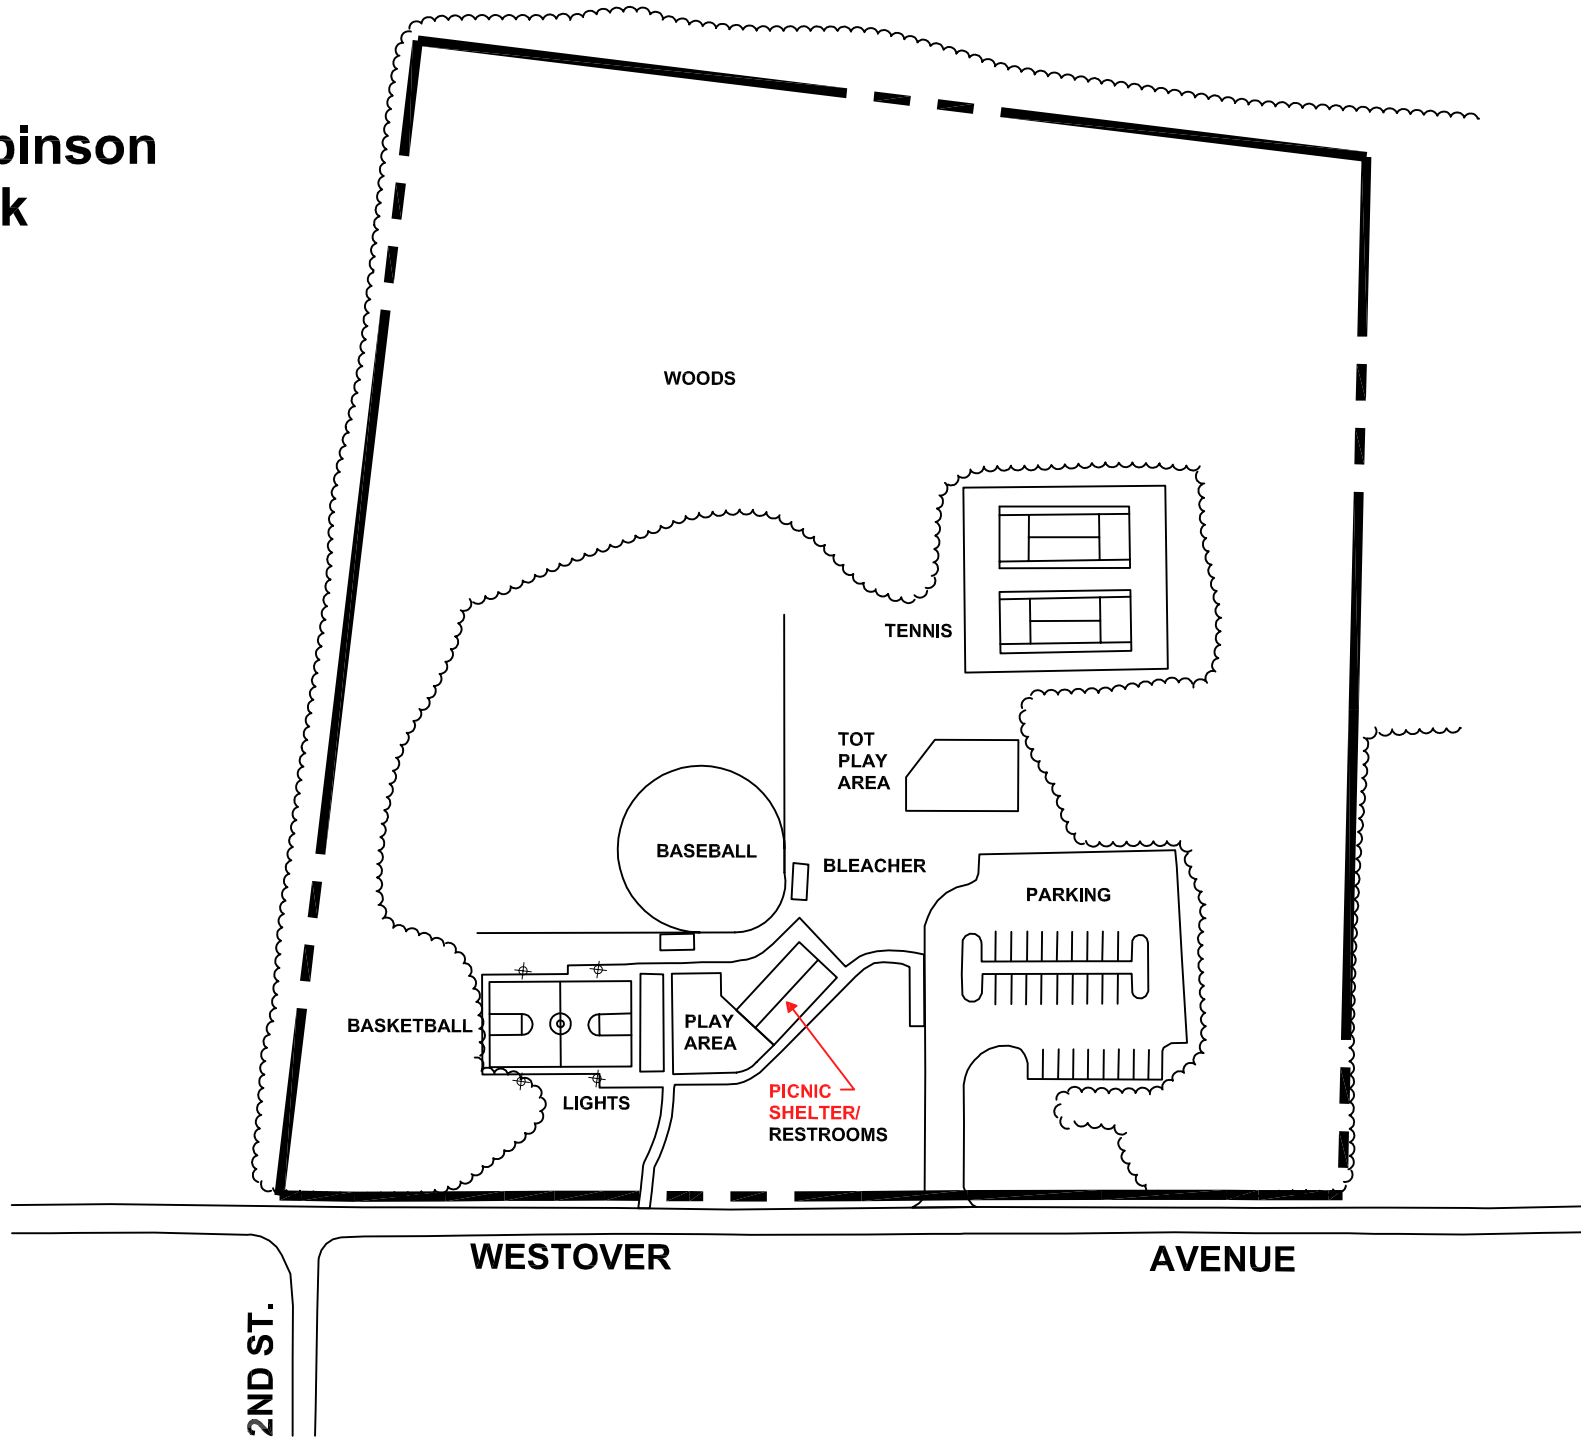 binson
k
WOODS
TENNIS
TOT
PLAY
AREA
BASEBALL
BLEACHER
PARKING
BASKETBALL
PLAY
AREA
LIGHTS
PICNIC
SHELTER/
RESTROOMS
WESTOVER AVENUE
2ND ST.